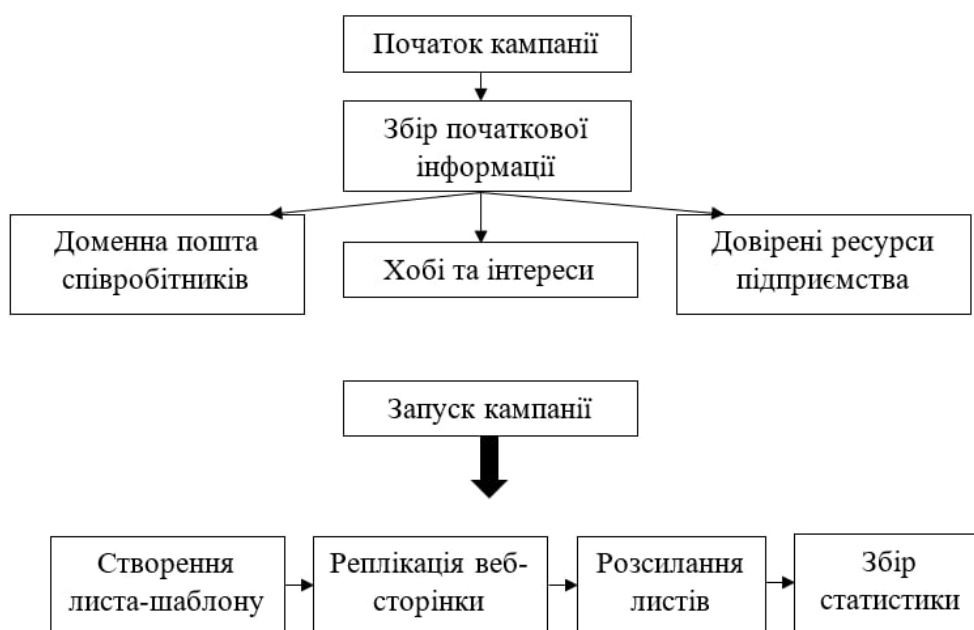 Початок кампанії
Збір початкової
інформації
Доменна пошта
співробітників
Хобі та інтереси
Довірені ресурси
підприємства
Запуск кампанії
Створення
листа-шаблону
Реплікація веб-
сторінки
Розсилання
листів
Збір
статистики